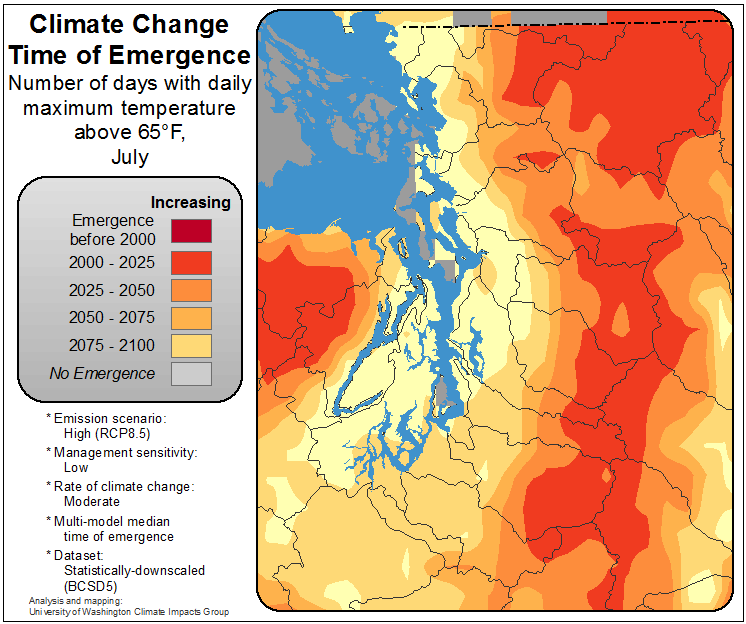 Climate Change
Time of Emergence
Number of days with daily
maximum temperature
above 65°F,
July
Increasing
Emergence
before 2000
2000 - 2025
2025 - 2050
2050 - 2075
2075 - 2100
No Emergence
* Emission scenario:
High (RCP8.5)
* Management sensitivity:
Low
* Rate of climate change:
Moderate
* Multi-model median
time of emergence
* Dataset:
Statistically-downscaled
(BCSD5)
Analysis and mapping:
University of Washington Climate Impacts Group